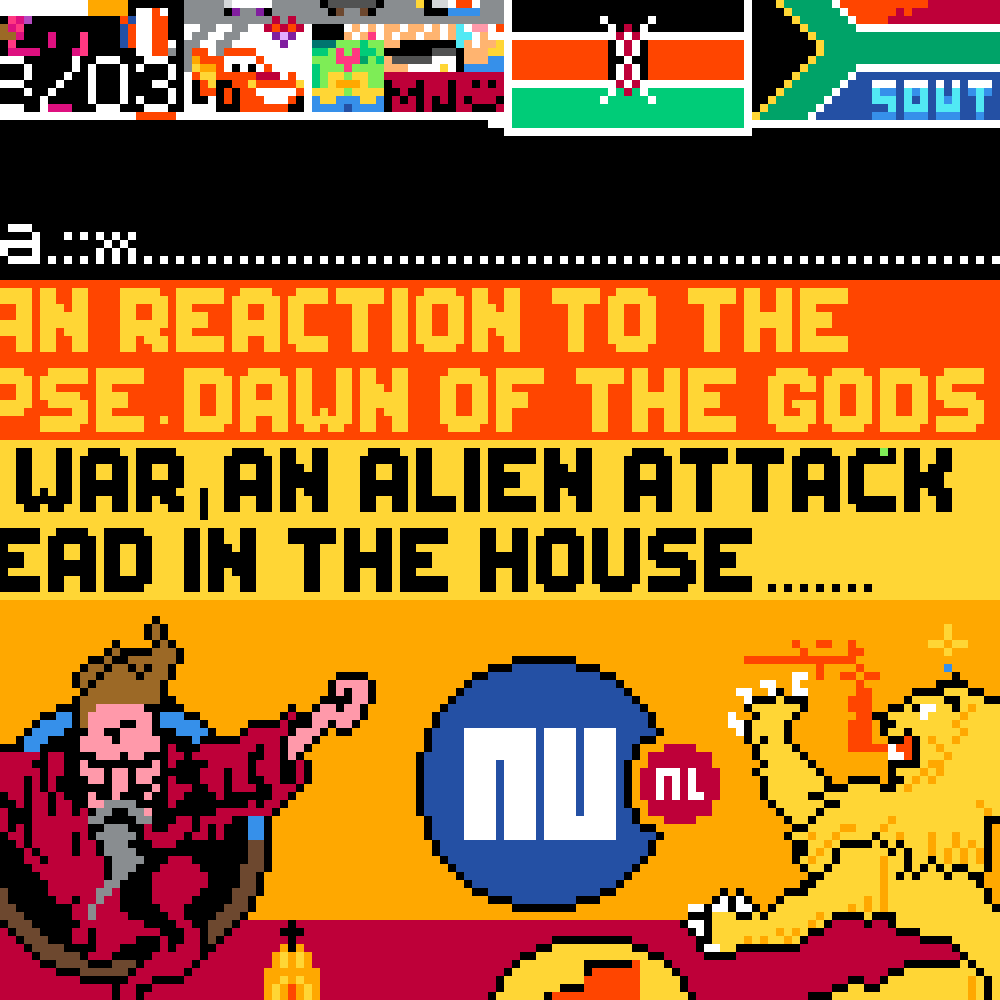 3/03
SOUT
a
AN REACTION TO THE
PSE.DAWN OF THE GODS
WAR,AN ALIEN ATTACK
EAD IN THE HOUSE.......
NU
NL